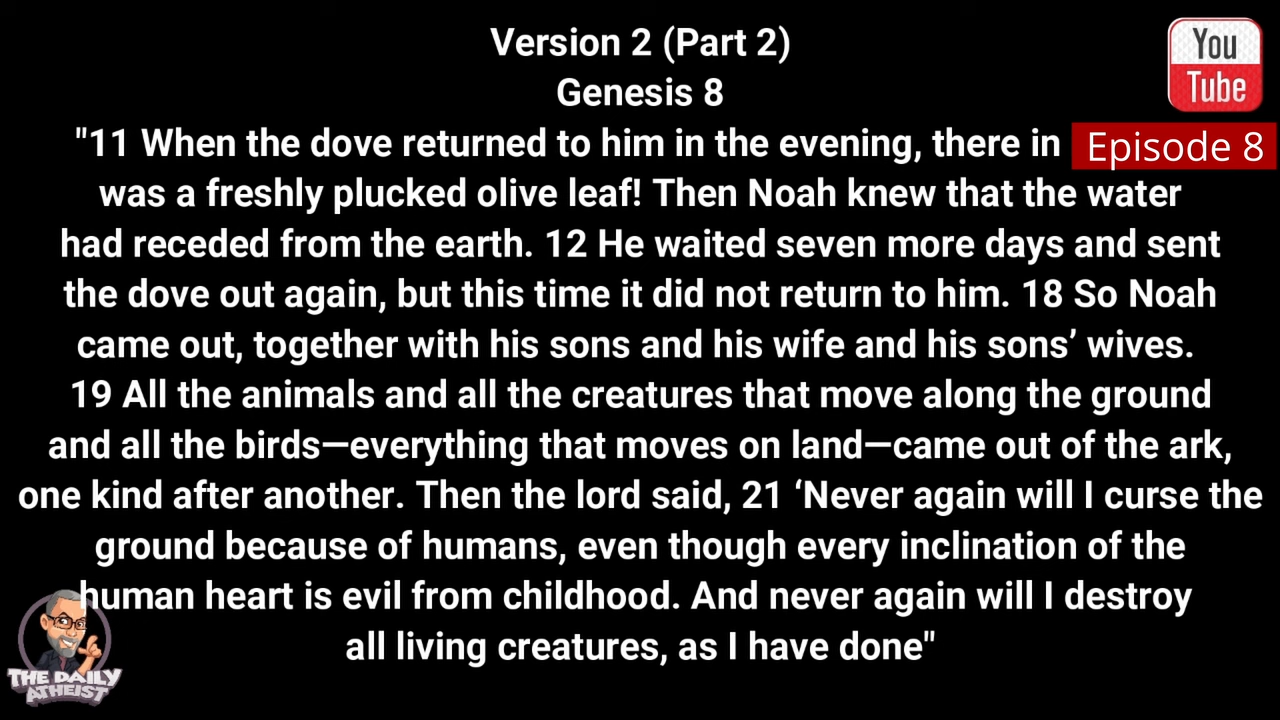 Version 2 (Part 2)
Genesis 8
"11 When the dove returned to him in the evening, there in
was a freshly plucked olive leaf! Then Noah knew that the water
had receded from the earth. 12 He waited seven more days and sent
the dove out again, but this time it did not return to him. 18 So Noah
came out, together with his sons and his wife and his sons’ wives.
19 All the animals and all the creatures that move along the ground
and all the birds—everything that moves on land—came out of the ark,
one kind after another. Then the lord said, 21 ‘Never again will I curse the
ground because of humans, even though every inclination of the
human heart is evil from childhood. And never again will I destroy
all living creatures, as I have done"
You
Tube
Episode 8
THE DAILY
ATHEIST